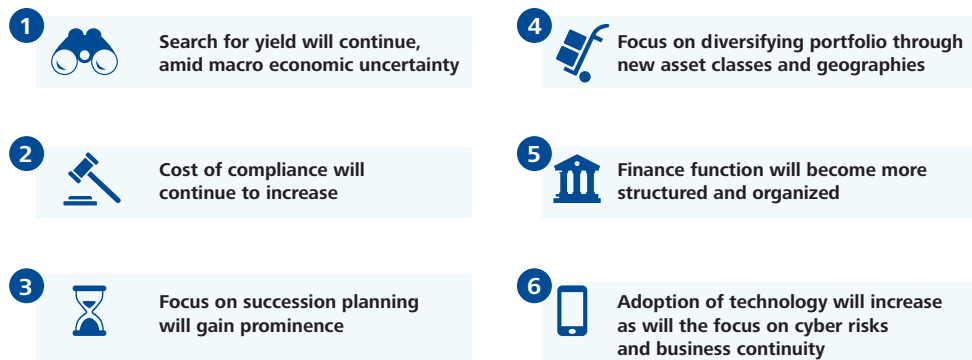 1
Search for yield will continue,
amid macro economic uncertainty
2
Cost of compliance will
continue to increase
3
Focus on succession planning
will gain prominence
4
Focus on diversifying portfolio through
new asset classes and geographies
5
Finance function will become more
structured and organized
6
Adoption of technology will increase
as will the focus on cyber risks
and business continuity